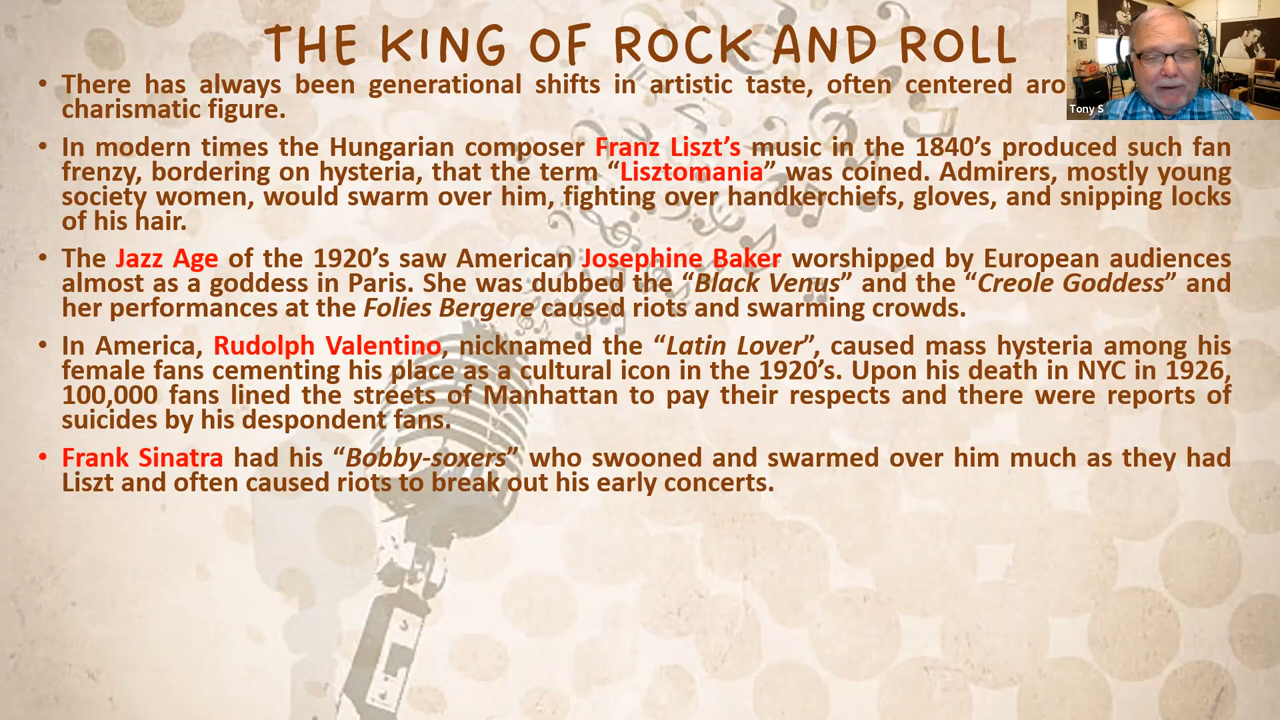 THE KING OF ROCK AND ROLL
• There has always been generational shifts in artistic taste, often centered aro
charismatic figure.
• In modern times the Hungarian composer Franz Liszt’s music in the 1840’s produced such fan
frenzy, bordering on hysteria, that the term “Lisztomania” was coined. Admirers, mostly young
society women, would swarm over him, fighting over handkerchiefs, gloves, and snipping locks
of his hair.
• The Jazz Age of the 1920’s saw American Josephine Baker worshipped by European audiences
almost as a goddess in Paris. She was dubbed the “Black Venus” and the “Creole Goddess” and
her performances at the Folies Bergere caused riots and swarming crowds.
• In America, Rudolph Valentino, nicknamed the “Latin Lover”, caused mass hysteria among his
female fans cementing his place as a cultural icon in the 1920’s. Upon his death in NYC in 1926,
100,000 fans lined the streets of Manhattan to pay their respects and there were reports of
suicides by his despondent fans.
• Frank Sinatra had his “Bobby-soxers” who swooned and swarmed over him much as they had
Liszt and often caused riots to break out his early concerts.
Tony S